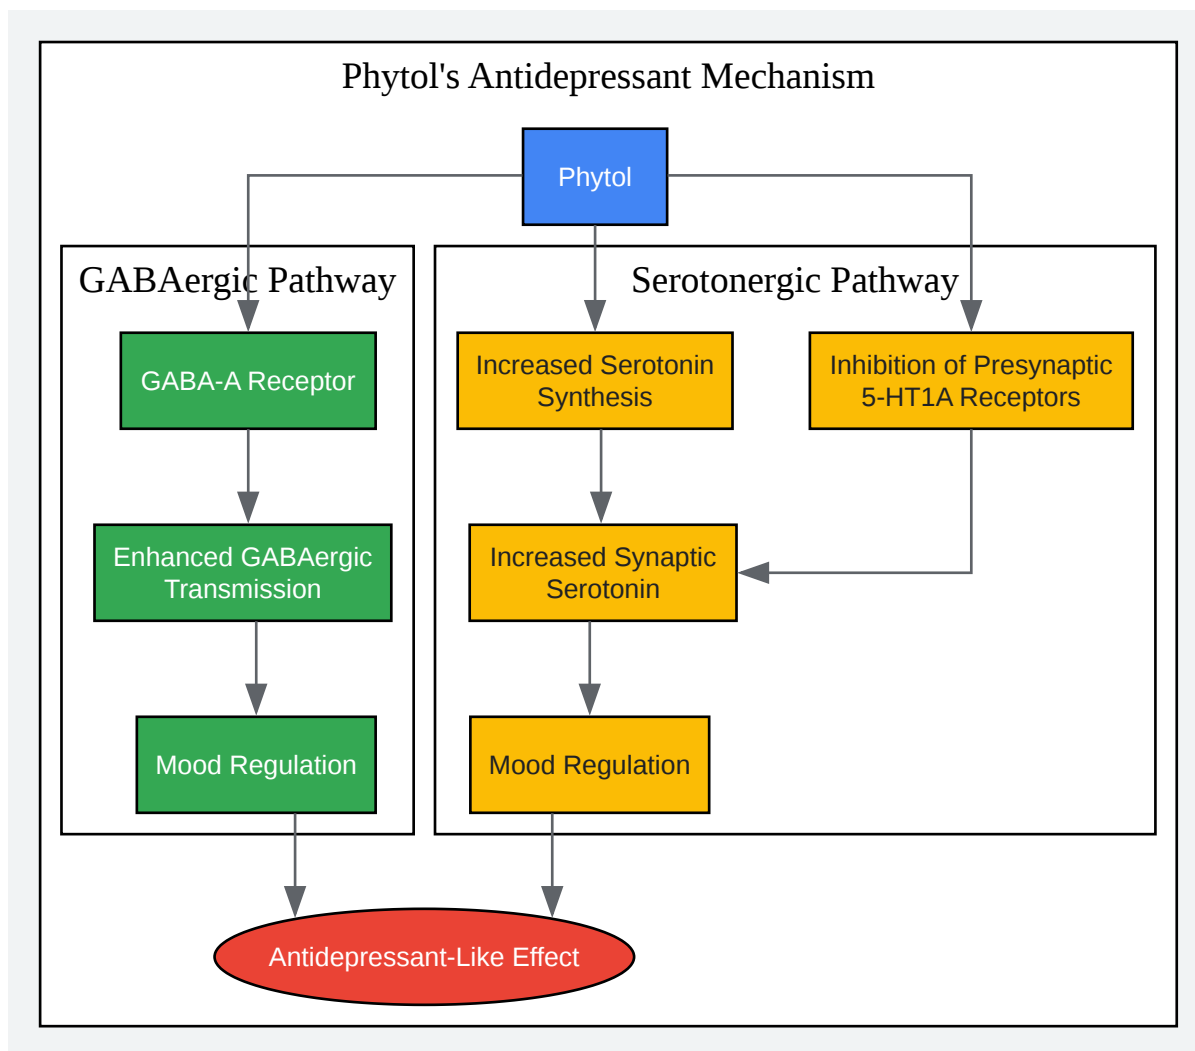 Phytol's Antidepressant Mechanism
Phytol
GABAergic Pathway
Serotonergic Pathway
GABA-A Receptor
Increased Serotonin
Synthesis
Inhibition of Presynaptic
5-HT1A Receptors
Enhanced GABAergic
Transmission
Increased Synaptic
Serotonin
Mood Regulation
Mood Regulation
Antidepressant-Like Effect